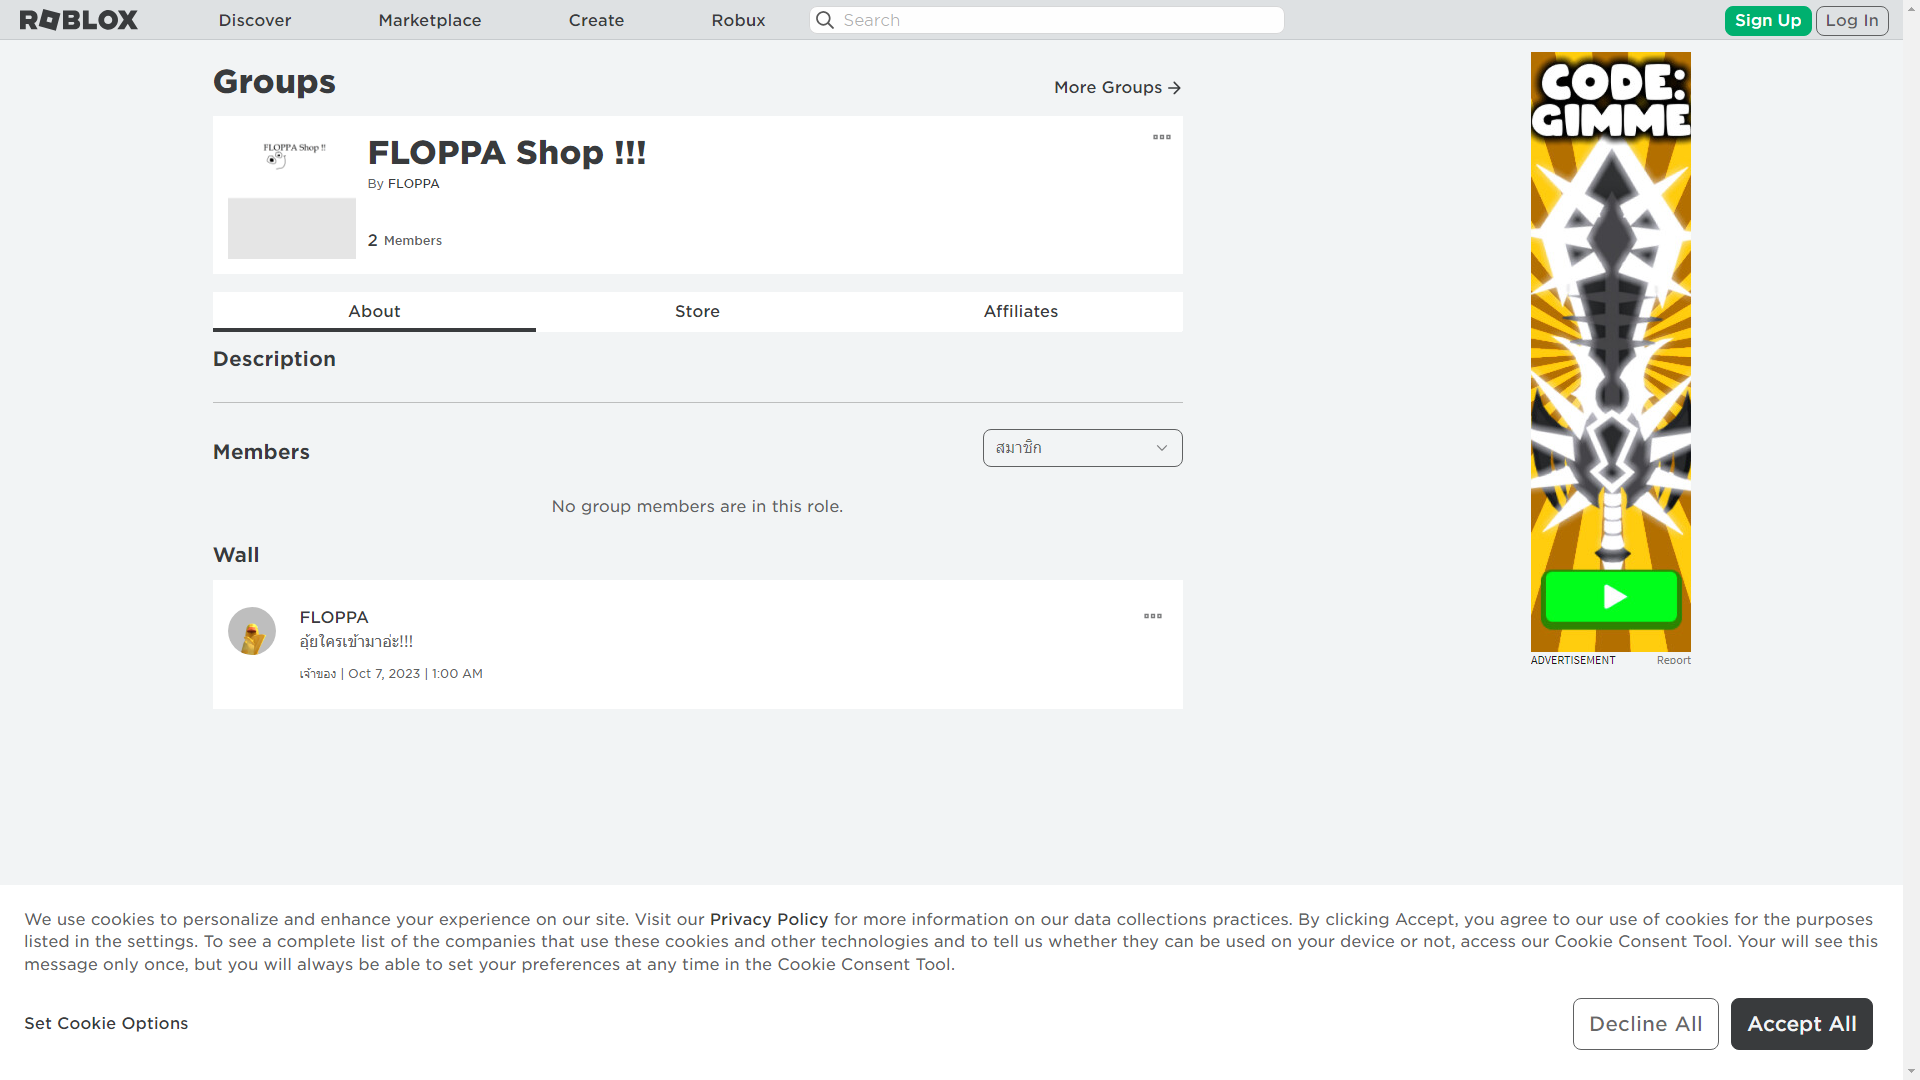 ROBLOX
Discover
Marketplace
Create
Robux
Search
Sign Up
Log In
Groups
More Groups
FLOPPA Shop !!
FLOPPA Shop !!!
By FLOPPA
2 Members
About
Store
Affiliates
Description
Members
สมาชิก
No group members are in this role.
Wall
FLOPPA
อุ้ยใครเข้ามาอ่ะ!!!
เจ้าของ | Oct 7, 2023 | 1:00 AM
CODE:
GIMME
ADVERTISEMENT
Report
We use cookies to personalize and enhance your experience on our site. Visit our Privacy Policy for more information on our data collections practices. By clicking Accept, you agree to our use of cookies for the purposes
listed in the settings. To see a complete list of the companies that use these cookies and other technologies and to tell us whether they can be used on your device or not, access our Cookie Consent Tool. Your will see this
message only once, but you will always be able to set your preferences at any time in the Cookie Consent Tool.
Set Cookie Options
Decline All
Accept All